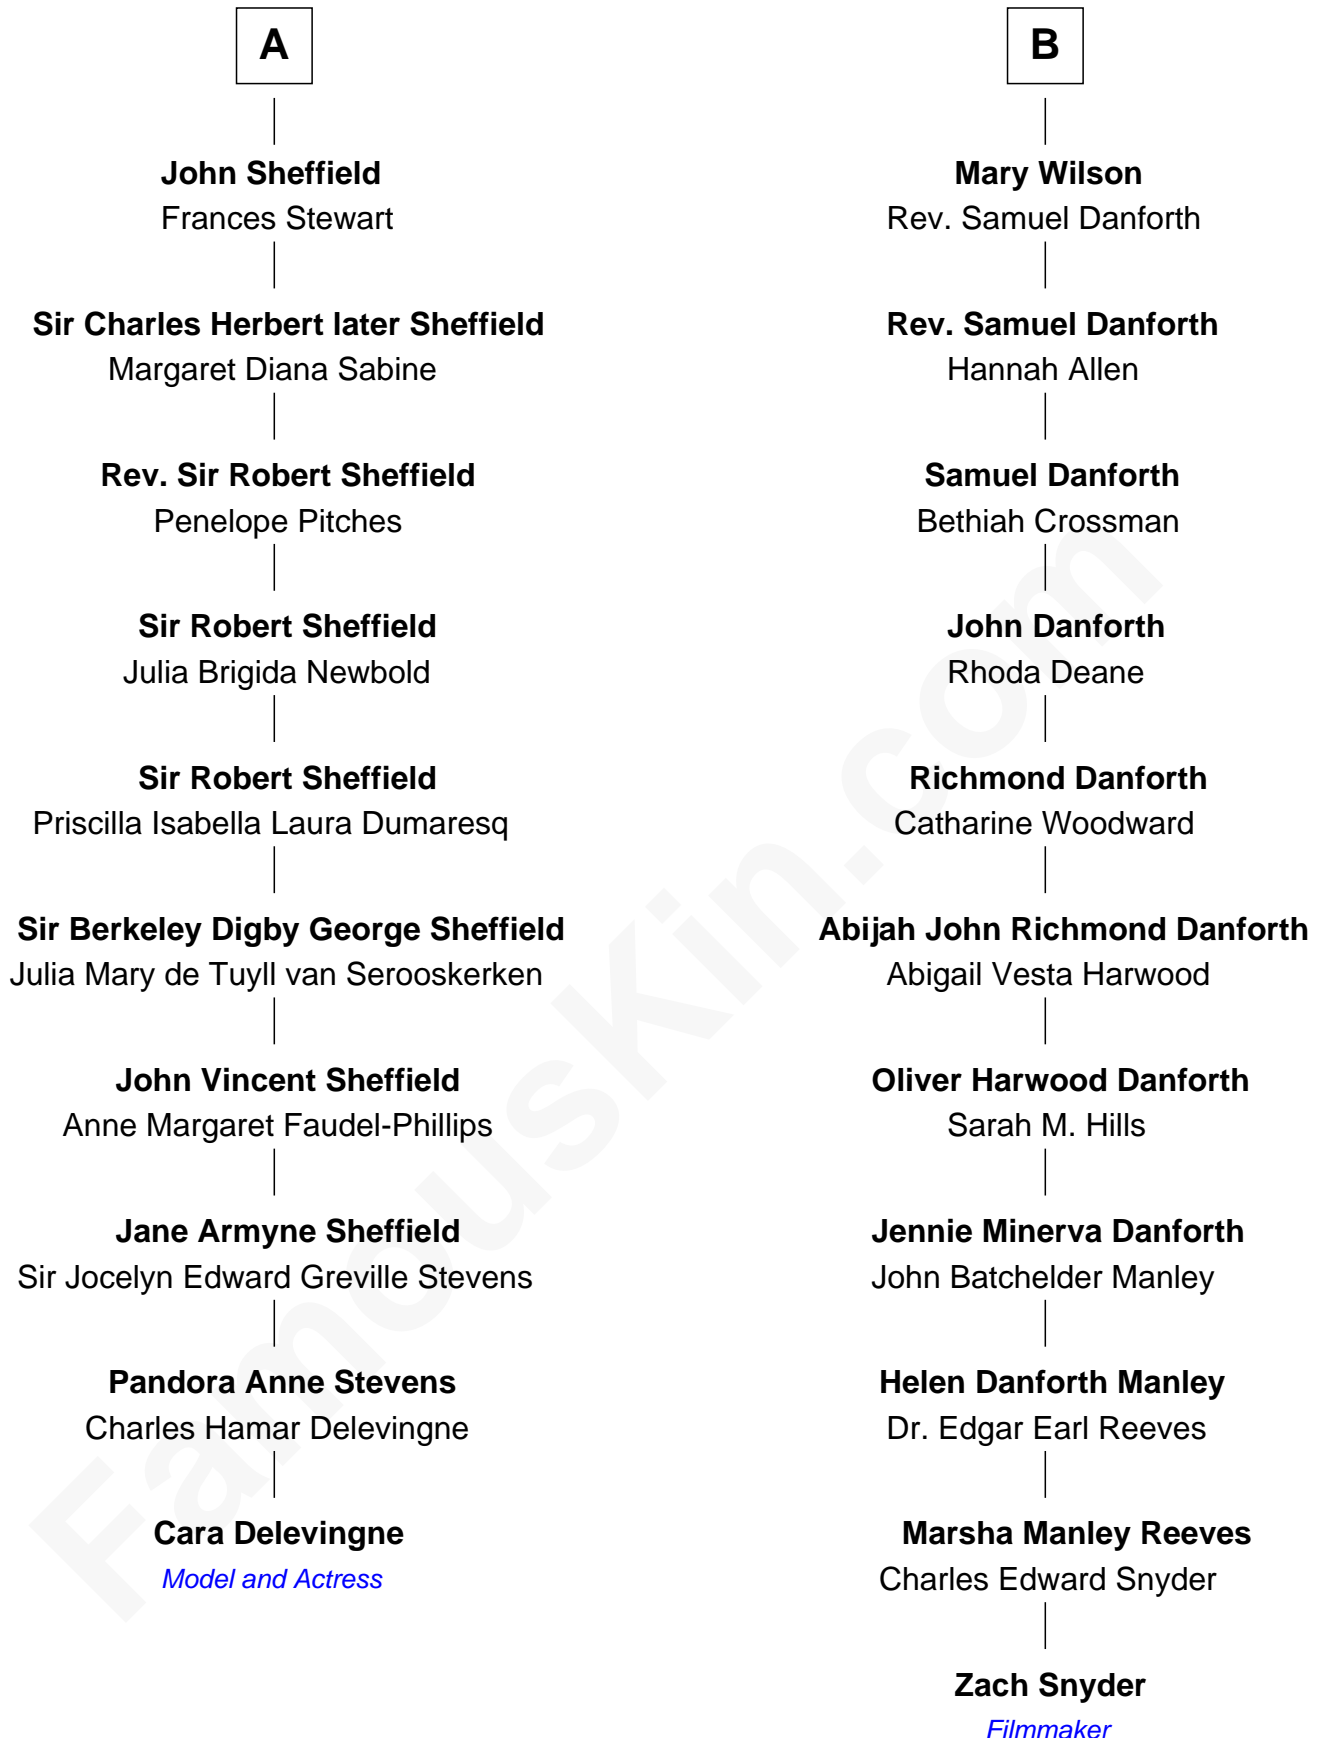 A
John Sheffield
Frances Stewart
Sir Charles Herbert later Sheffield
Margaret Diana Sabine
Rev. Sir Robert Sheffield
Penelope Pitches
Sir Robert Sheffield
Julia Brigida Newbold
Sir Robert Sheffield
Priscilla Isabella Laura Dumaresq
Sir Berkeley Digby George Sheffield
Julia Mary de Tuyll van Serooskerken
John Vincent Sheffield
Anne Margaret Faudel-Phillips
Jane Armyne Sheffield
Sir Jocelyn Edward Greville Stevens
Pandora Anne Stevens
Charles Hamar Delevingne
Cara Delevingne
Model and Actress
B
Mary Wilson
Rev. Samuel Danforth
Rev. Samuel Danforth
Hannah Allen
Samuel Danforth
Bethiah Crossman
John Danforth
Rhoda Deane
Richmond Danforth
Catharine Woodward
Abijah John Richmond Danforth
Abigail Vesta Harwood
Oliver Harwood Danforth
Sarah M. Hills
Jennie Minerva Danforth
John Batchelder Manley
Helen Danforth Manley
Dr. Edgar Earl Reeves
Marsha Manley Reeves
Charles Edward Snyder
Zach Snyder
Filmmaker
FamousKin.com